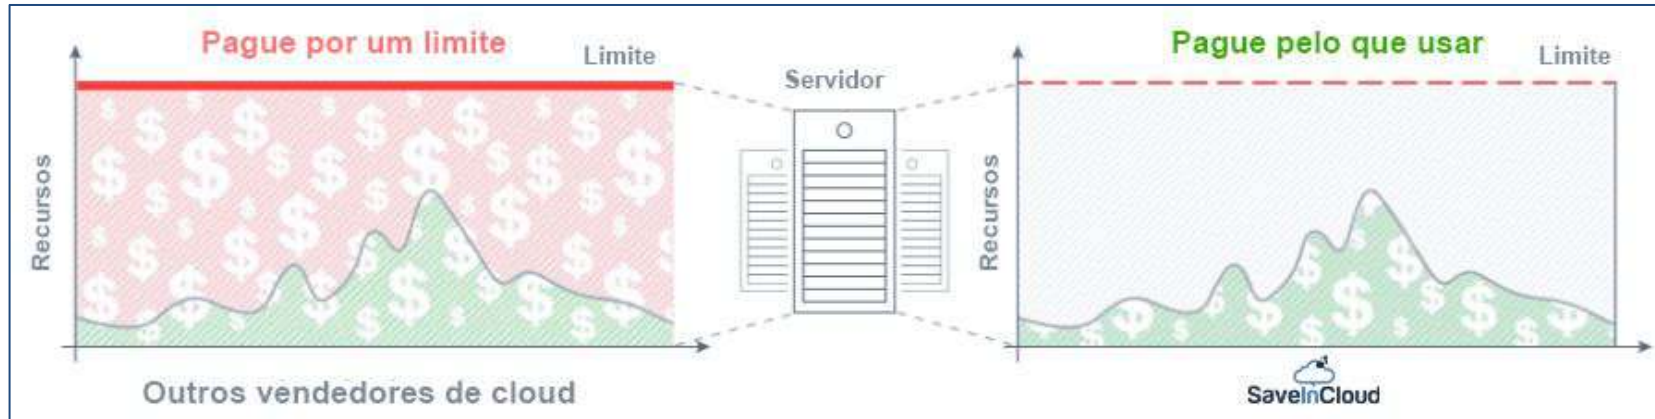 Pague por um limite
Limite
Recursos
Outros vendedores de cloud
Servidor
Pague pelo que usar
Limite
Recursos
SaveInCloud